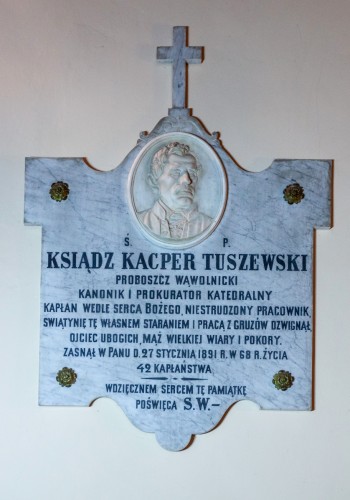 Ś. P.
KSIĄDZ KACPER TUSZEWSKI
PROBOSZCZ WĄWOLNICKI
KANONIK I PROKURATOR KATEDRALNY
KAPŁAN WEDLE SERCA BOŻEGO, NIESTRUDZONY PRACOWNIK,
ŚWIĄTYNIĘ TĘ WŁASNEM STARANIEM I PRACĄ Z GRUZÓW DZWIGNĄŁ,
OJCIEC UBOGICH, MĄŻ WIELKIEJ WIARY I POKORY.
ZASNĄŁ W PANU D. 27 STYCZNIA 1891 R. W 68 R. ŻYCIA
42 KAPŁAŃSTWA.
WDZIĘCZNEM SERCEM TĘ PAMIĄTKĘ
POŚWIĘCA S.W.–